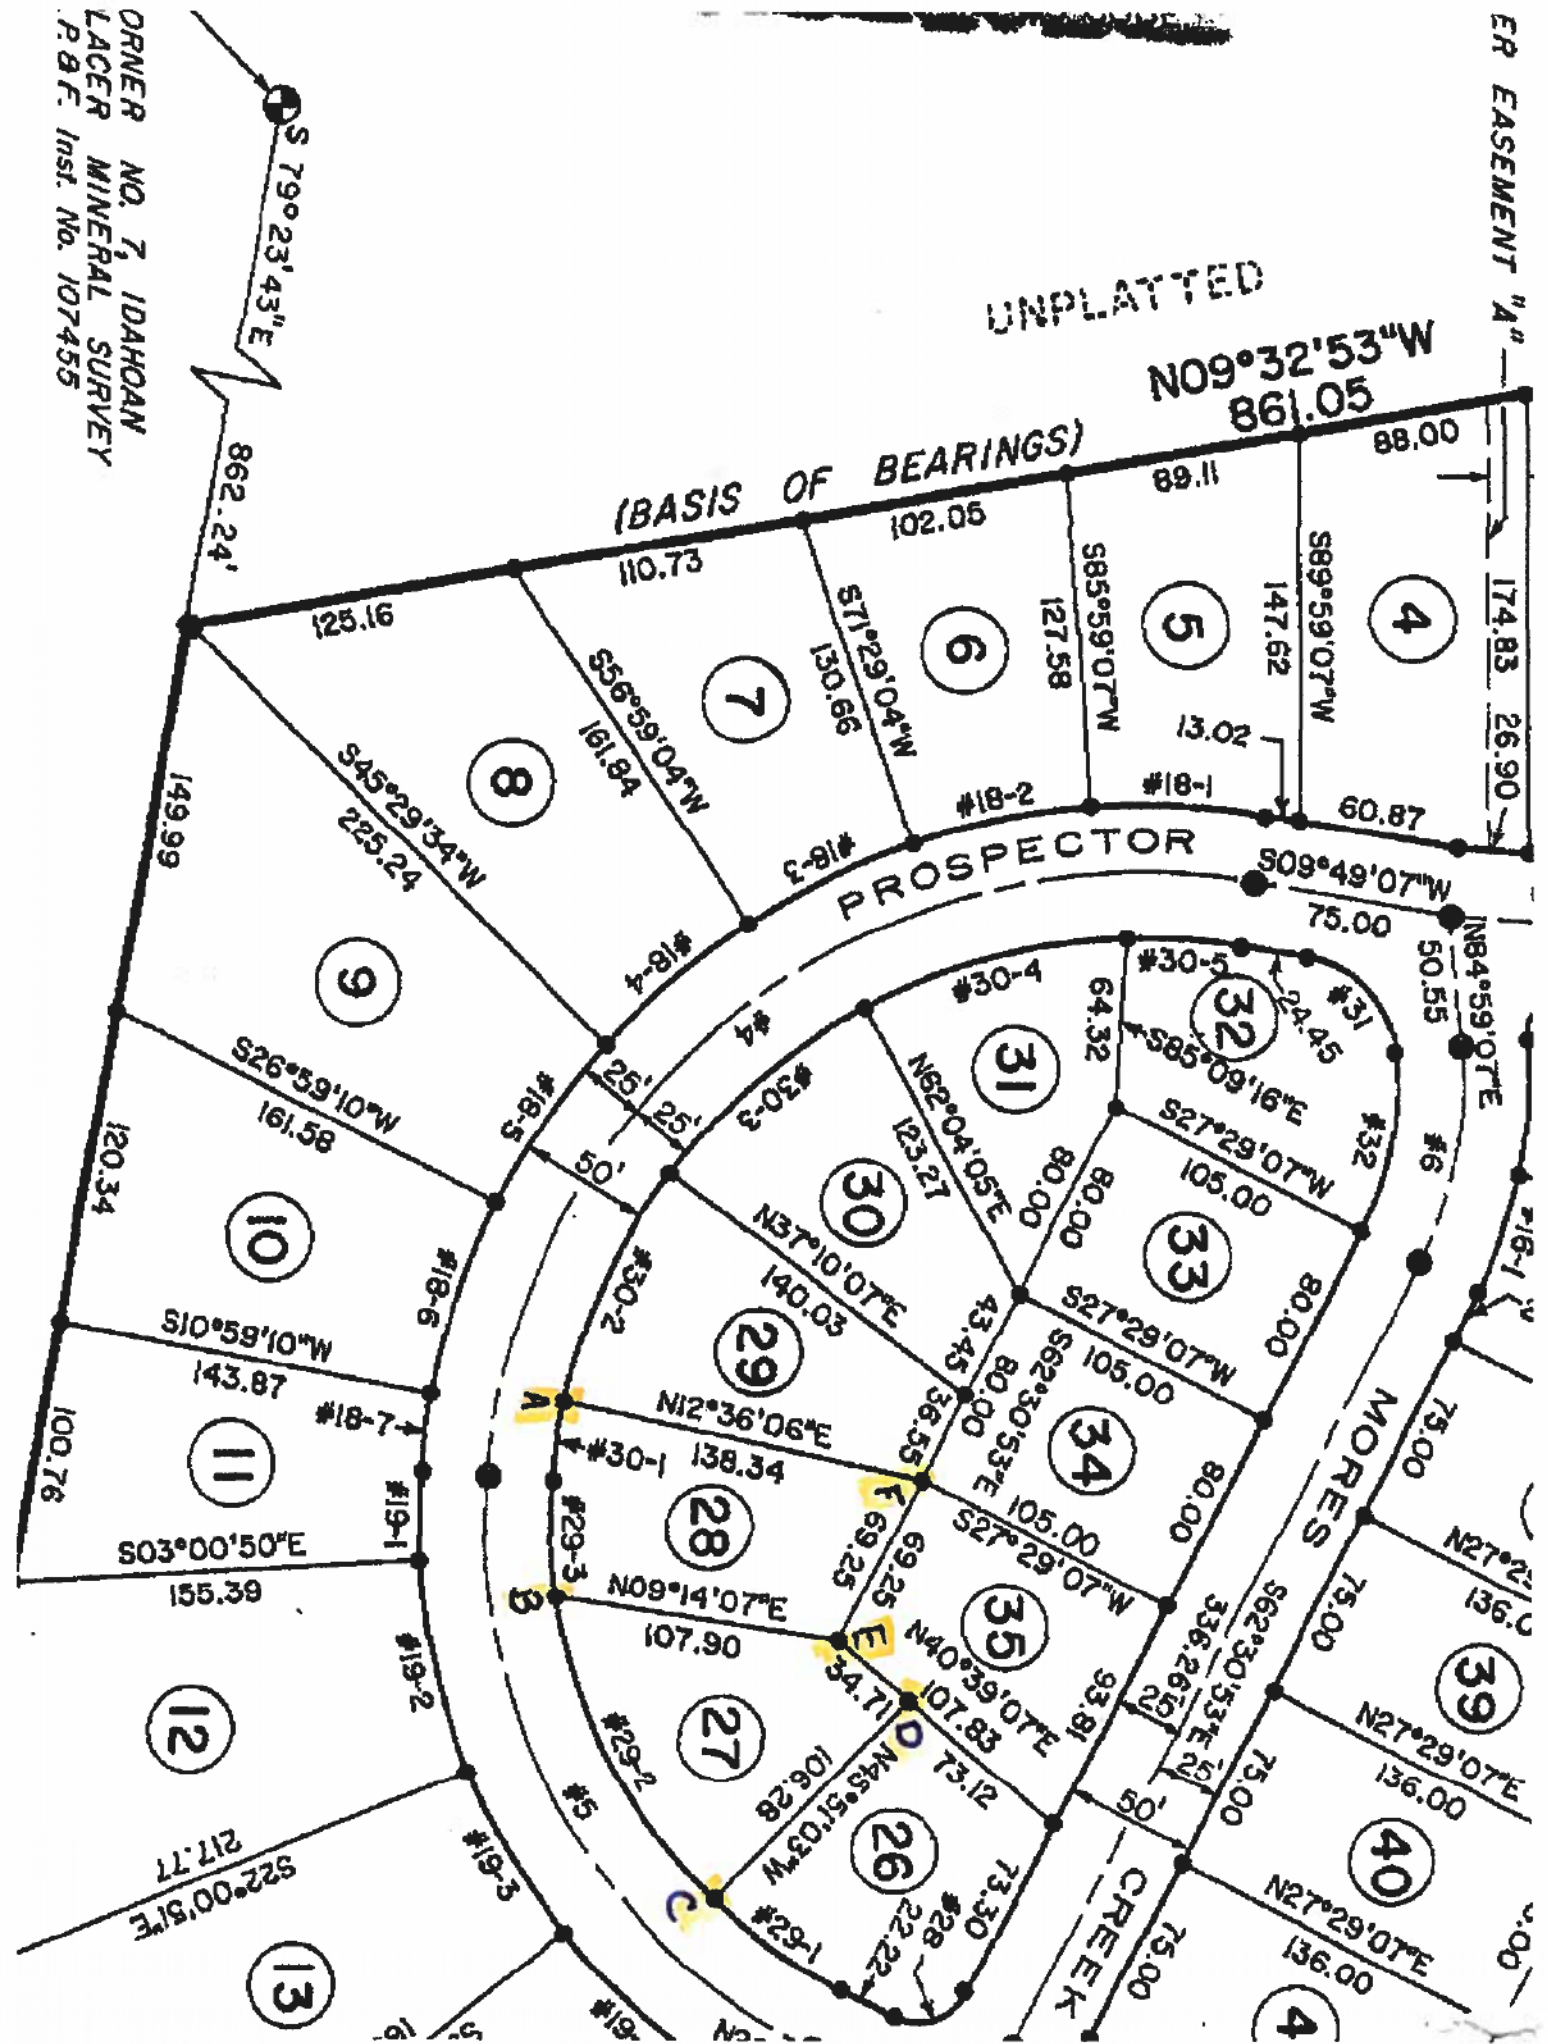 ER EASEMENT "A"
ORNER NO. 7, IDAHOAN
LACER MINERAL SURVEY
P. & F. Inst. No. 107455
S 79°23'43"E
862.24'
UNPLATTED
N09°32'53"W
861.05
(BASIS OF BEARINGS)
88.00
89.11
102.05
110.73
125.16
174.83
26.90
4
S89°59'07"W
147.62
5
S85°59'07"W
127.58
13.02
6
S71°29'04"W
130.66
7
S56°59'04"W
161.84
8
S45°29'34"W
225.24
149.99
9
S26°59'10"W
161.58
120.34
10
S10°59'10"W
143.87
100.76
11
S03°00'50"E
155.39
12
217.77
S22°00'51"E
13
60.87
#18-1
#18-2
#18-3
#18-4
#18-5
#18-6
#18-7
#19-1
#19-2
#19-3
#19-
PROSPECTOR
S09°49'07"W
75.00
N84°59'07"E
50.55
#4
#5
#6
25'
25'
50'
#30-5
#30-4
#30-3
#30-2
#30-1
#29-3
#29-2
#29-1
24.45
#31
#32
32
64.32
S85°09'16"E
31
N62°04'05"E
123.27
80.00
80.00
S27°29'07"W
105.00
33
80.00
30
N37°10'07"E
140.03
43.45
80.00
S62°30'53"E
36.55
S27°29'07"W
105.00
34
80.00
29
N12°36'06"E
138.34
A
F
69.25
69.25
105.00
S27°29'07"W
35
93.81
28
N09°14'07"E
107.90
B
E
34.71
N40°39'07"E
107.83
D
73.12
27
106.28
N45°51'03"W
C
26
73.30
#28
22.22
MORES
CREEK
336.26
S62°30'53"E
25'
25'
50'
#16-1
75.00
75.00
75.00
75.00
136.0
39
N27°29'07"E
136.00
40
N27°29'07"E
136.00
4